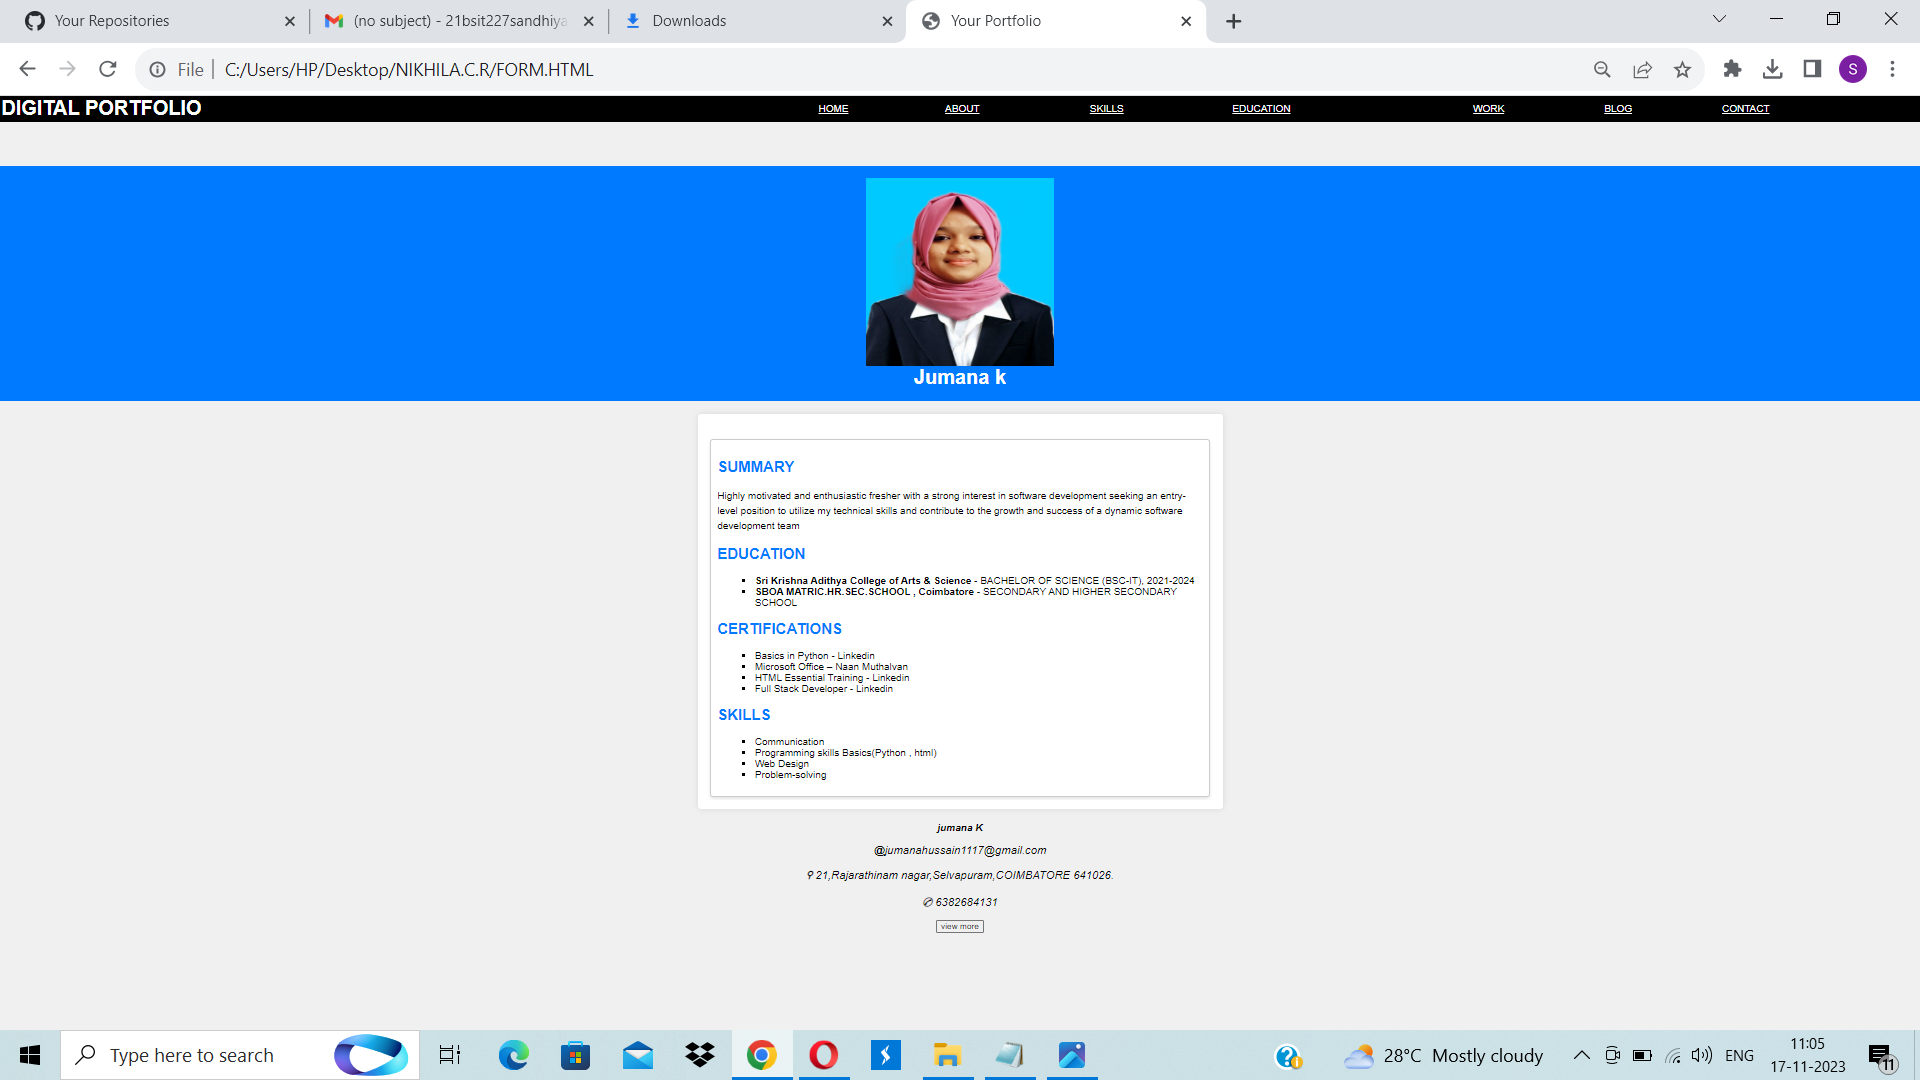 Your Repositories
(no subject) - 21bsit227sandhiya
Downloads
Your Portfolio
File
C:/Users/HP/Desktop/NIKHILA.C.R/FORM.HTML
S
DIGITAL PORTFOLIO
HOME
ABOUT
SKILLS
EDUCATION
WORK
BLOG
CONTACT
Jumana k
SUMMARY
Highly motivated and enthusiastic fresher with a strong interest in software development seeking an entry-
level position to utilize my technical skills and contribute to the growth and success of a dynamic software
development team
EDUCATION
▪ Sri Krishna Adithya College of Arts & Science - BACHELOR OF SCIENCE (BSC-IT), 2021-2024
▪ SBOA MATRIC.HR.SEC.SCHOOL , Coimbatore - SECONDARY AND HIGHER SECONDARY
SCHOOL
CERTIFICATIONS
▪ Basics in Python - Linkedin
▪ Microsoft Office – Naan Muthalvan
▪ HTML Essential Training - Linkedin
▪ Full Stack Developer - Linkedin
SKILLS
▪ Communication
▪ Programming skills Basics(Python , html)
▪ Web Design
▪ Problem-solving
jumana K
@jumanahussain1117@gmail.com
⚲ 21,Rajarathinam nagar,Selvapuram,COIMBATORE 641026.
✆ 6382684131
view more
Type here to search
28°C Mostly cloudy
ENG
11:05
17-11-2023
11